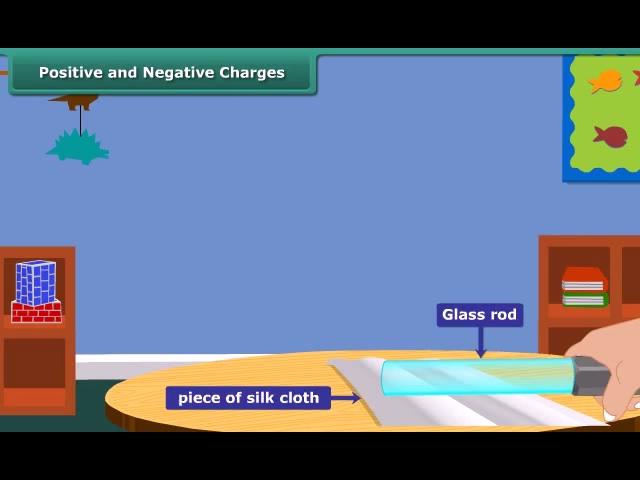 Positive and Negative Charges
Glass rod
piece of silk cloth